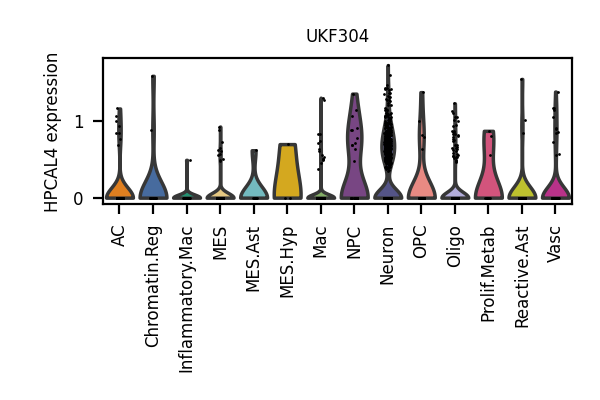 UKF304
HPCAL4 expression
1
0
AC
Chromatin.Reg
Inflammatory.Mac
MES
MES.Ast
MES.Hyp
Mac
NPC
Neuron
OPC
Oligo
Prolif.Metab
Reactive.Ast
Vasc